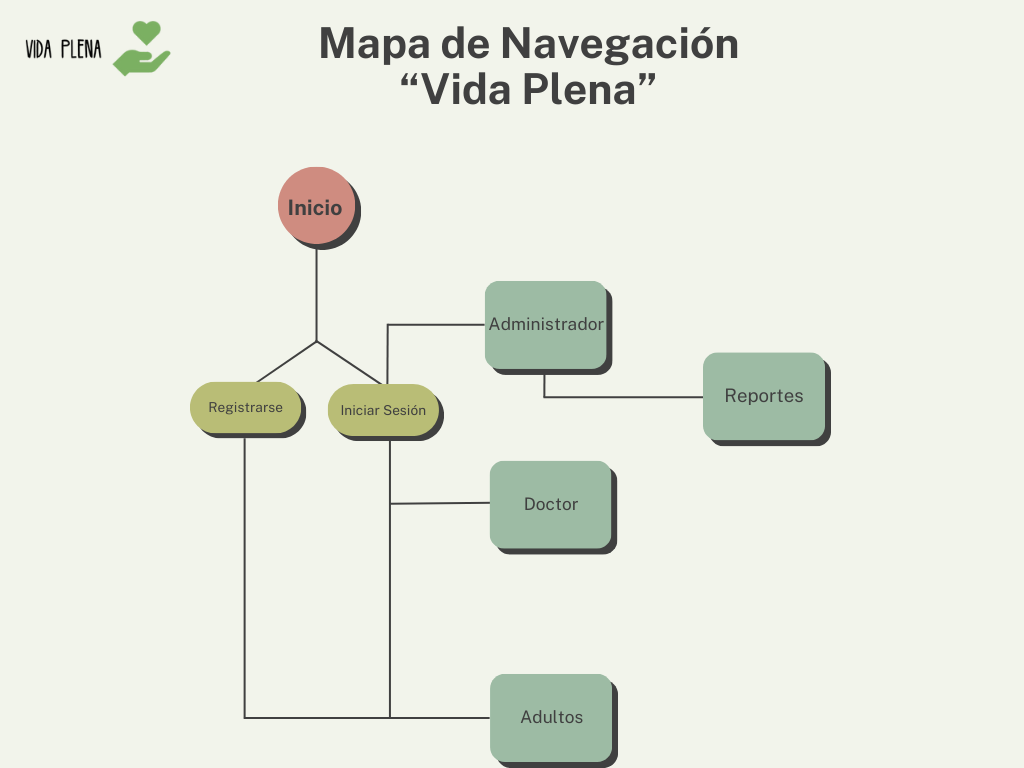 VIDA PLENA
Mapa de Navegación
“Vida Plena”
Inicio
Administrador
Reportes
Registrarse
Iniciar Sesión
Doctor
Adultos